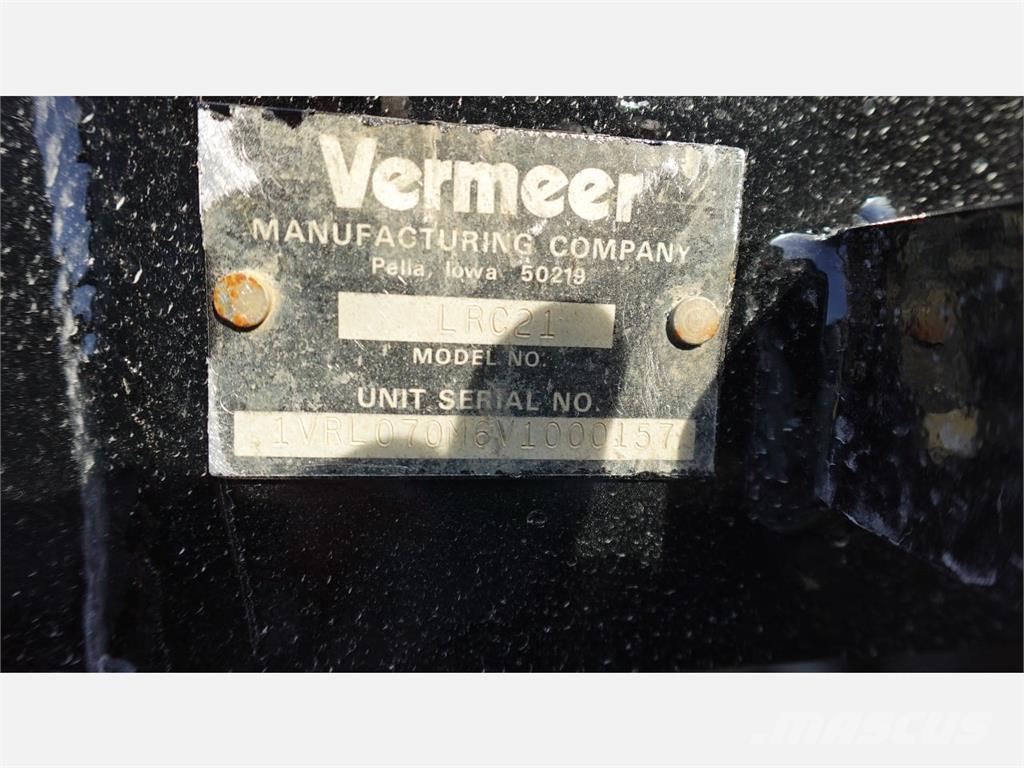 Vermeer
MANUFACTURING COMPANY
Pella, Iowa 50219
LRC21
MODEL NO.
UNIT SERIAL NO.
1VRL070M6V1000157
MASCUS